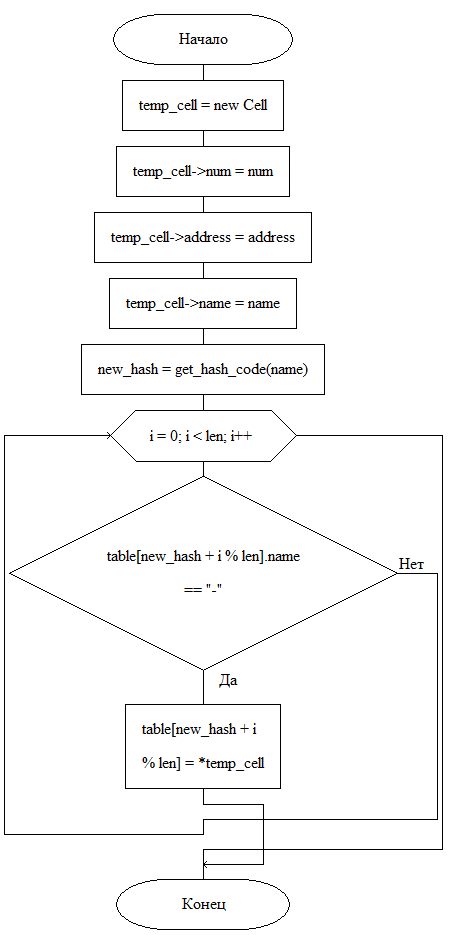 Начало
temp_cell = new Cell
temp_cell->num = num
temp_cell->address = address
temp_cell->name = name
new_hash = get_hash_code(name)
i = 0; i < len; i++
table[new_hash + i % len].name
== "-"
Нет
Да
table[new_hash + i
% len] = *temp_cell
Конец